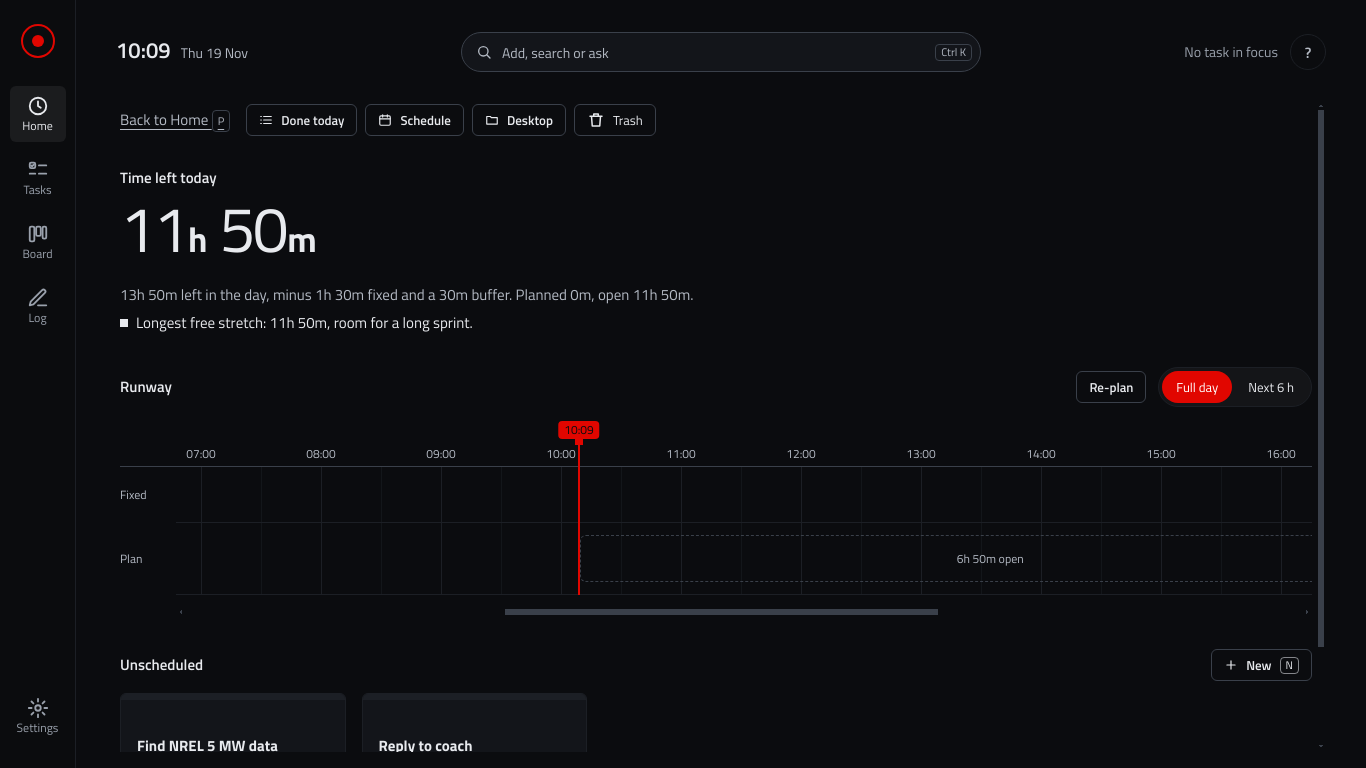 10:09 Thu 19 Nov
Add, search or ask Ctrl K
No task in focus ?
Home
Tasks
Board
Log
Settings
Back to Home P
Done today
Schedule
Desktop
Trash
Time left today
11h 50m
13h 50m left in the day, minus 1h 30m fixed and a 30m buffer. Planned 0m, open 11h 50m.
Longest free stretch: 11h 50m, room for a long sprint.
Runway
Re-plan
Full day
Next 6 h
10:09
07:00 08:00 09:00 10:00 11:00 12:00 13:00 14:00 15:00 16:00
Fixed
Plan
6h 50m open
Unscheduled
New N
Find NREL 5 MW data
Reply to coach